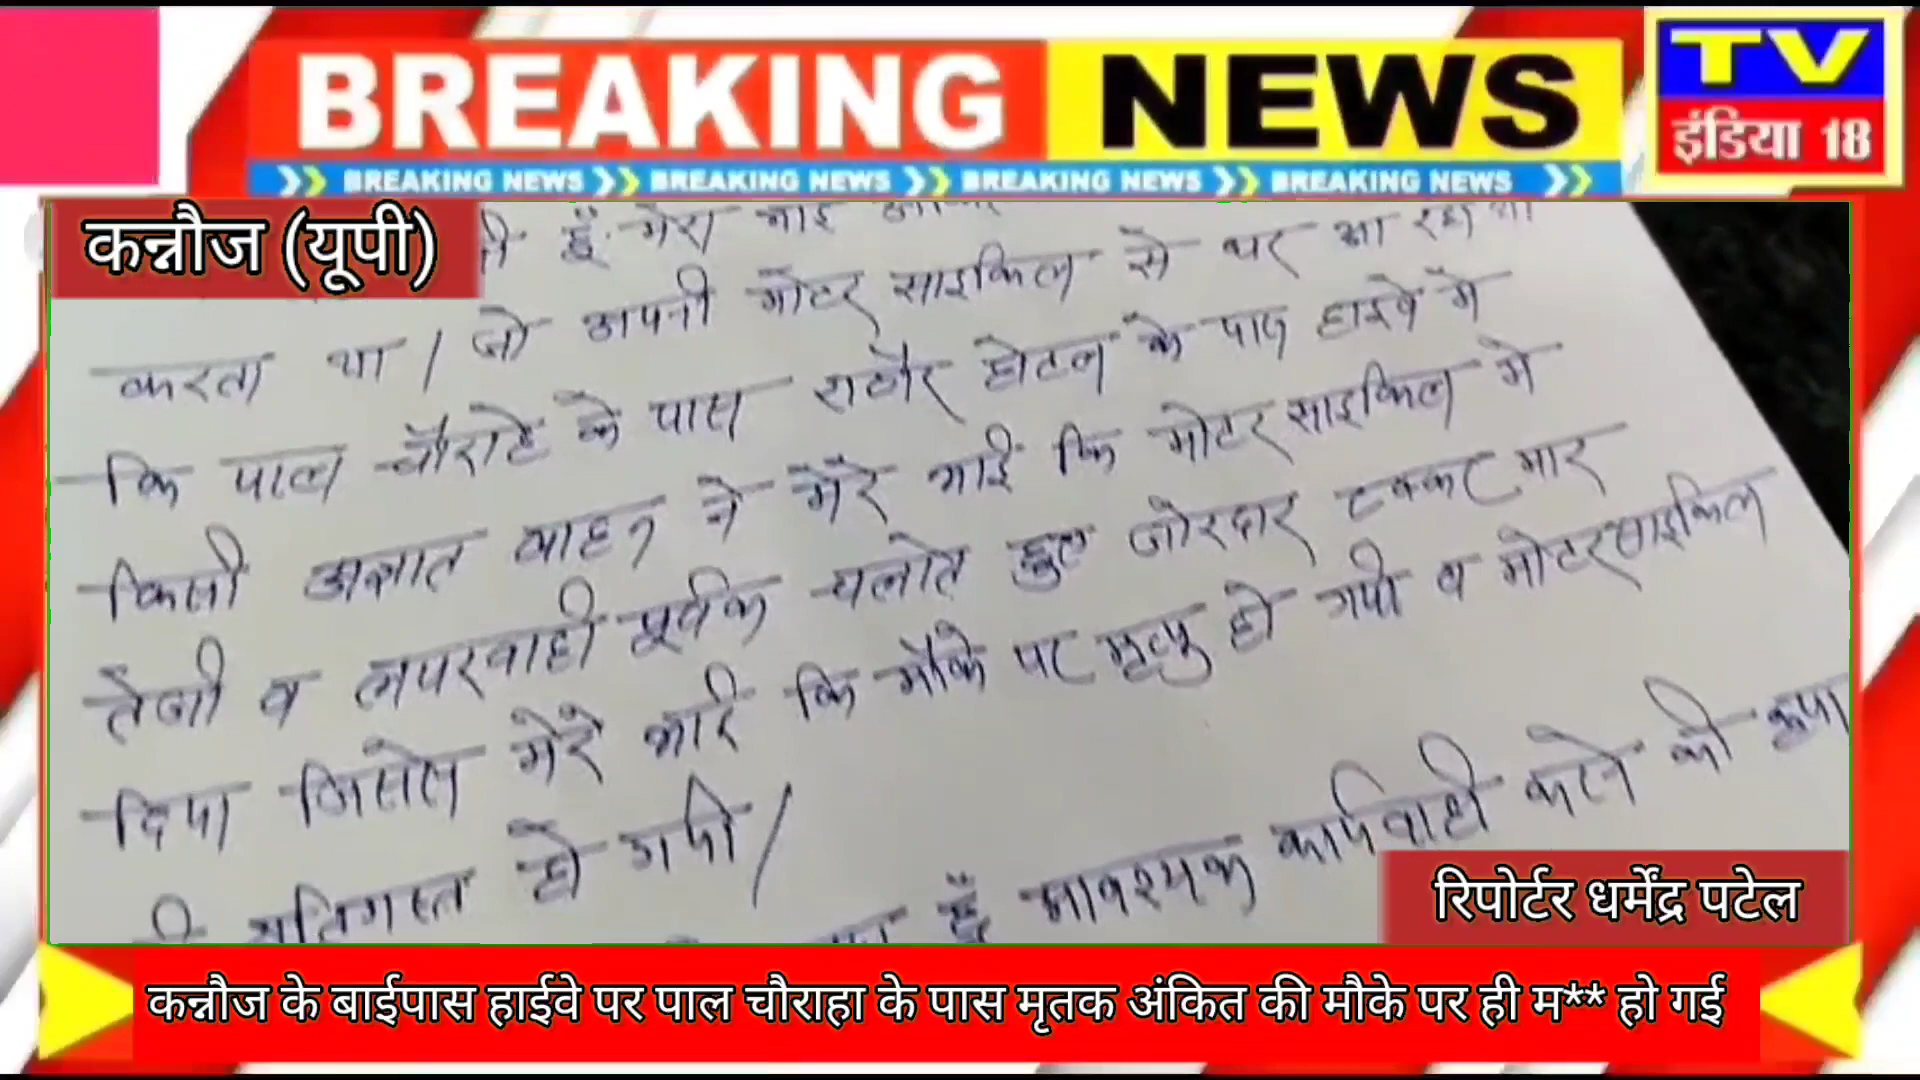 BREAKING NEWS
TV
इंडिया 18
BREAKING NEWS BREAKING NEWS BREAKING NEWS BREAKING NEWS
कन्नौज (यूपी)
हूँ. मेरा भाई
करता था। जो अपनी मोटर साइकिल से घर आ रहा था
कि पाल चौराहे के पास राठौर होटल के पास हाइवे में
किसी अज्ञात वाहन ने मेरे भाई कि मोटर साइकिल में
तेजी व लापरवाही पूर्वक चलाते हुए जोरदार टक्कर मार
दिया जिससे मेरे भाई कि मौके पर मृत्यु हो गयी व मोटरसाइकिल
हो गयी।
हूँ आवश्यक कार्यवाही करने की कृपा
रिपोर्टर धर्मेंद्र पटेल
कन्नौज के बाईपास हाईवे पर पाल चौराहा के पास मृतक अंकित की मौके पर ही म** हो गई